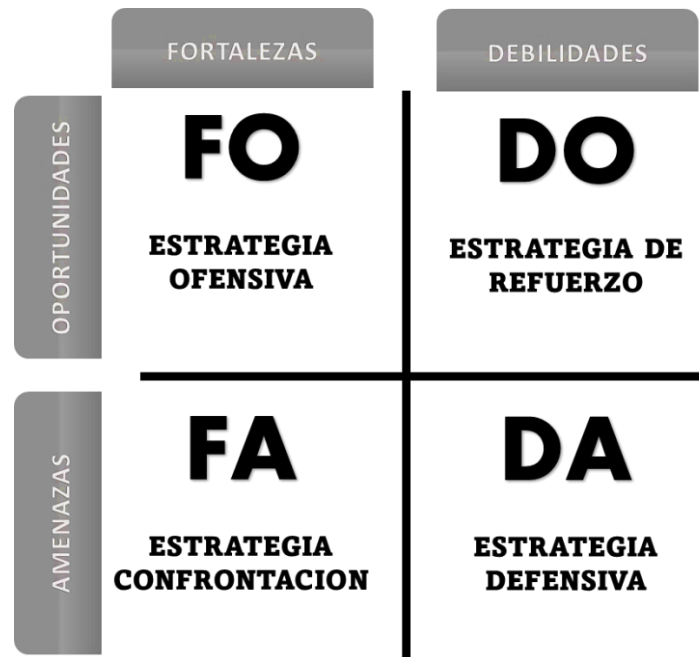 FORTALEZAS
DEBILIDADES
OPORTUNIDADES
FO
ESTRATEGIA
OFENSIVA
DO
ESTRATEGIA DE
REFUERZO
AMENAZAS
FA
ESTRATEGIA
CONFRONTACION
DA
ESTRATEGIA
DEFENSIVA